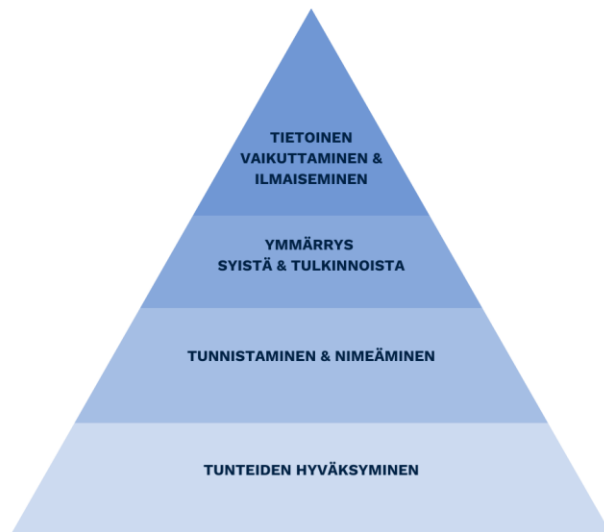 TIETOINEN
VAIKUTTAMINEN &
ILMAISEMINEN
YMMÄRRYS
SYISTÄ & TULKINNOISTA
TUNNISTAMINEN & NIMEÄMINEN
TUNTEIDEN HYVÄKSYMINEN